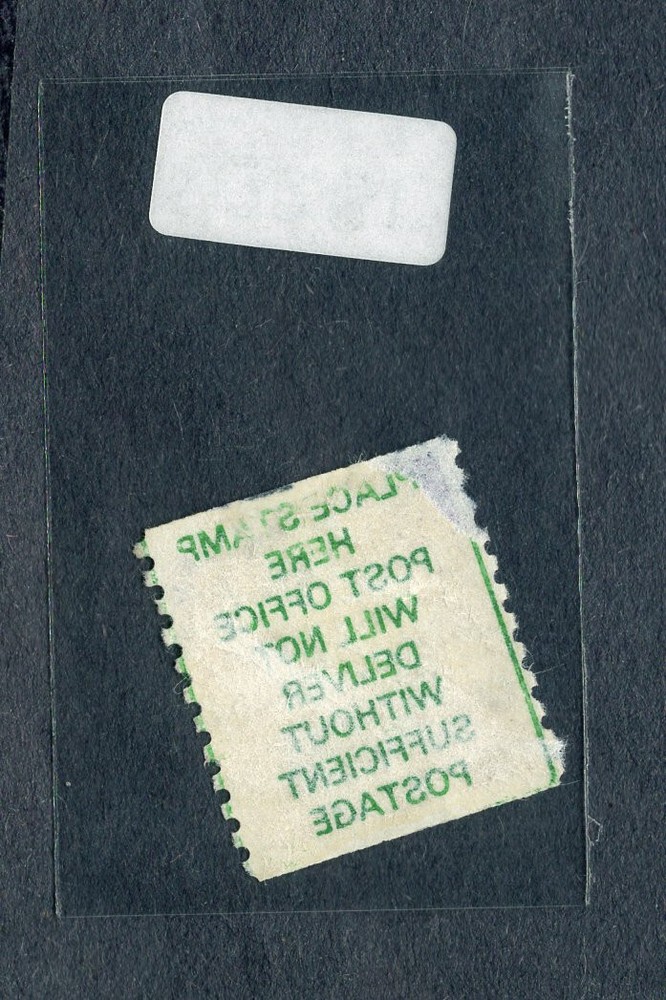 PLACE STAMP
HERE
POST OFFICE
WILL NOT
DELIVER
WITHOUT
SUFFICIENT
POSTAGE